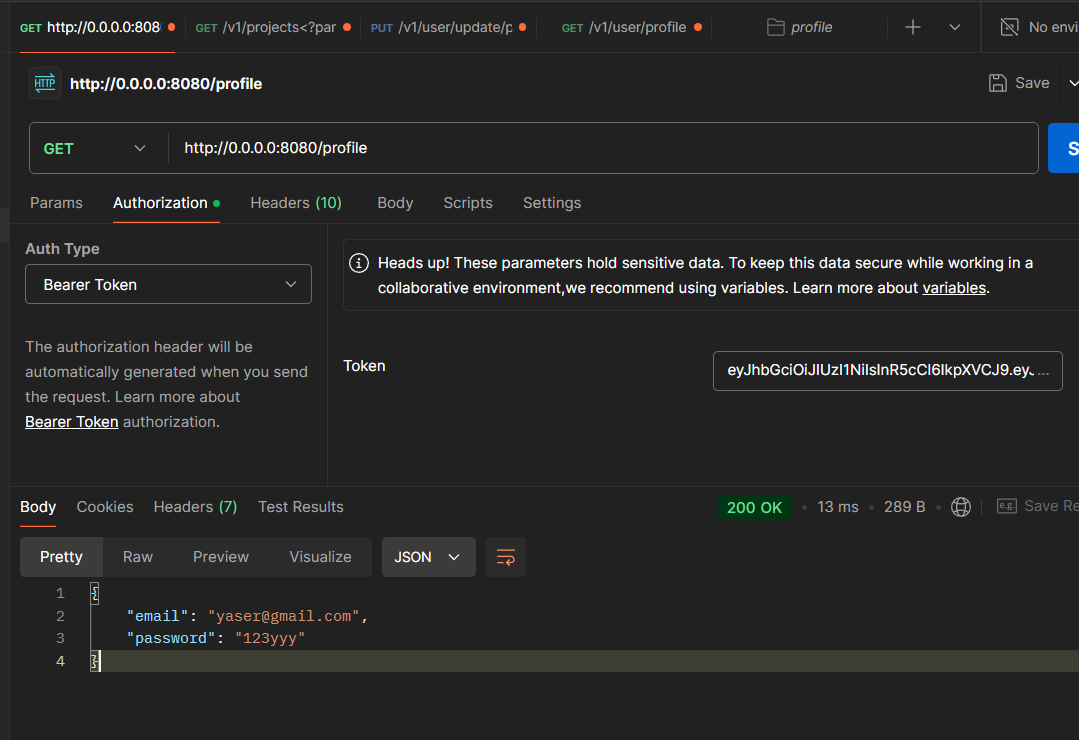 GET http://0.0.0.0:808
GET /v1/projects<?par
PUT /v1/user/update/p
GET /v1/user/profile
profile
No envi
HTTP http://0.0.0.0:8080/profile
Save
GET http://0.0.0.0:8080/profile
S
Params Authorization Headers (10) Body Scripts Settings
Auth Type
Bearer Token
The authorization header will be
automatically generated when you send
the request. Learn more about
Bearer Token authorization.
Heads up! These parameters hold sensitive data. To keep this data secure while working in a
collaborative environment,we recommend using variables. Learn more about variables.
Token
eyJhbGciOiJIUzI1NiIsInR5cCI6IkpXVCJ9.eyJ...
Body Cookies Headers (7) Test Results
200 OK • 13 ms • 289 B •
e.g. Save Re
Pretty Raw Preview Visualize JSON
1 {
2 "email": "yaser@gmail.com",
3 "password": "123yyy"
4 }